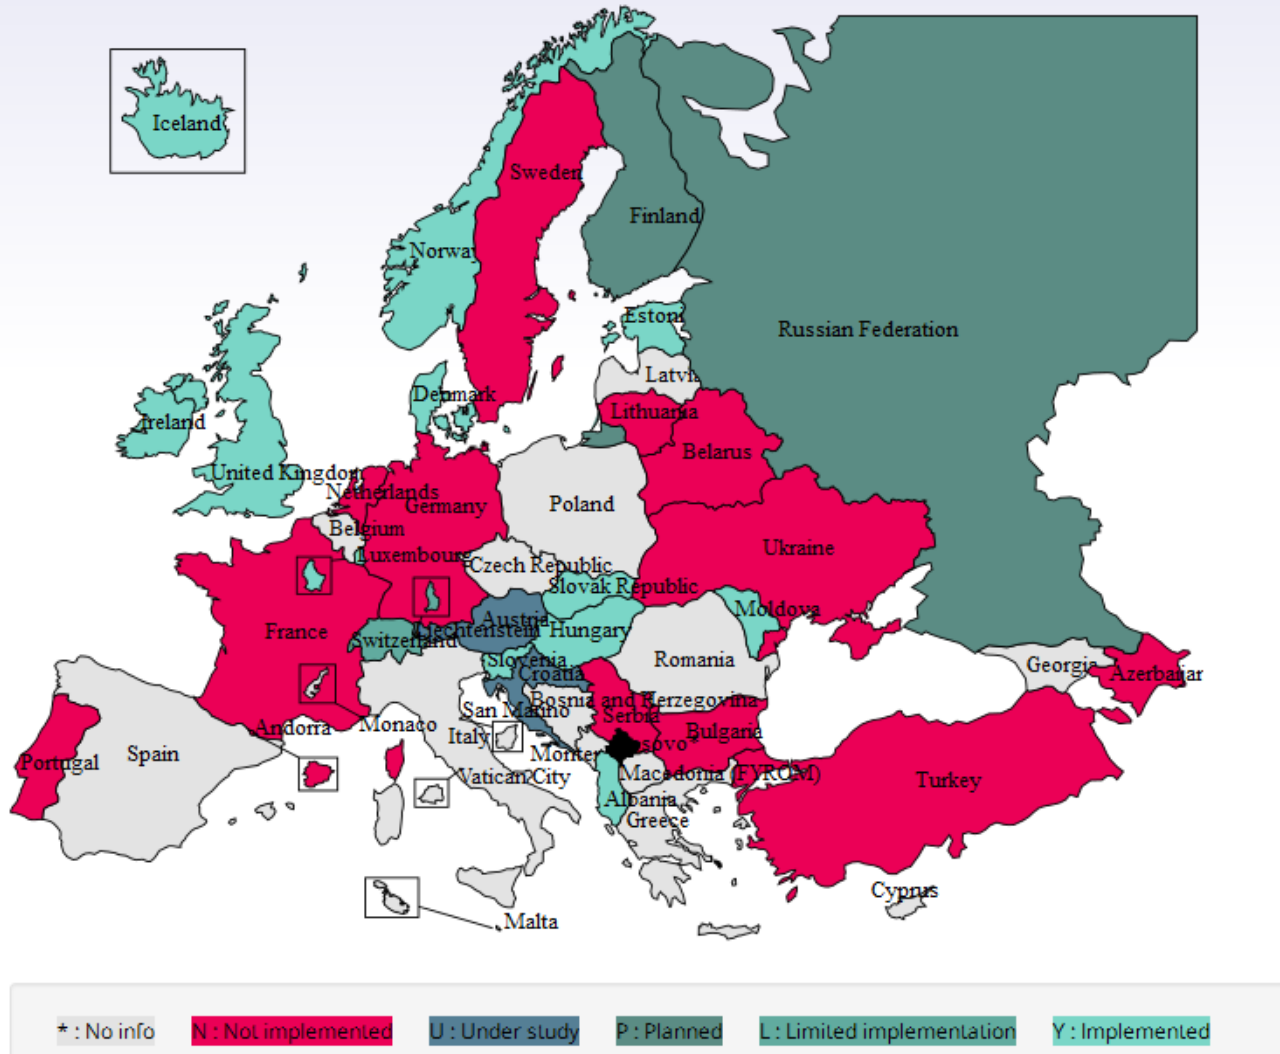 Iceland
Sweden
Finland
Norway
Estoni
Russian Federation
Latvia
Denmark
Lithuania
Ireland
Belarus
United Kingdom
Netherlands
Germany
Poland
Belgium
Ukraine
Luxembourg
Czech Republic
Slovak Republic
Moldova
Austria
France
Liechtenstein
Hungary
Switzerland
Slovenia
Romania
Georgia
Croatia
Azerbaijan
Bosnia and Herzegovina
San Marino
Serbia
Andorra
Monaco
Bulgaria
Italy
Kosovo*
Spain
Monte
Portugal
Vatican City
Macedonia (FYROM)
Turkey
Albania
Greece
Cyprus
Malta
* : No info N : Not implemented U : Under study P : Planned L : Limited implementation Y : Implemented